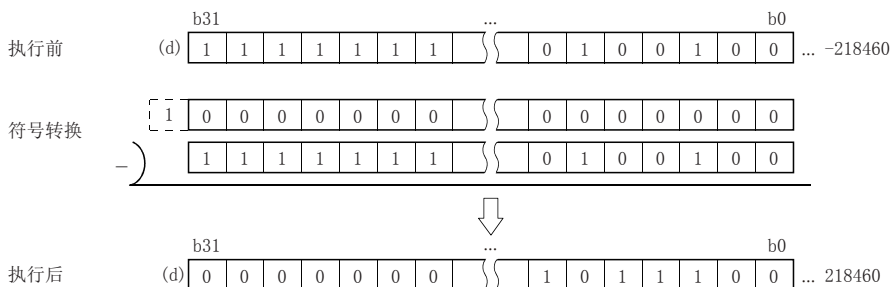 b31 ... b0
执行前 (d) 1 1 1 1 1 1 1 0 1 0 0 1 0 0 ... -218460
1 0 0 0 0 0 0 0 0 0 0 0 0 0 0
符号转换
- 1 1 1 1 1 1 1 0 1 0 0 1 0 0
b31 ... b0
执行后 (d) 0 0 0 0 0 0 0 1 0 1 1 1 0 0 ... 218460